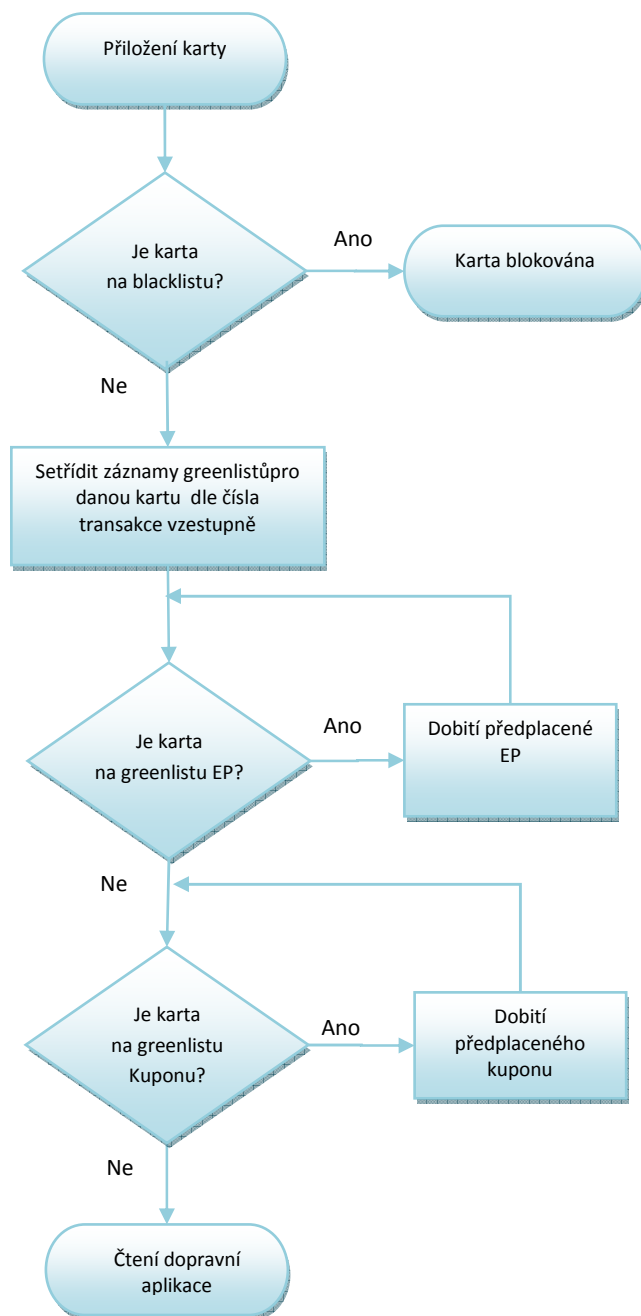 Přiložení karty
Je karta
na blacklistu?
Ano
Karta blokována
Ne
Setřídit záznamy greenlistůpro
danou kartu dle čísla
transakce vzestupně
Je karta
na greenlistu EP?
Ano
Dobití předplacené
EP
Ne
Je karta
na greenlistu
Kuponu?
Ano
Dobití
předplaceného
kuponu
Ne
Čtení dopravní
aplikace